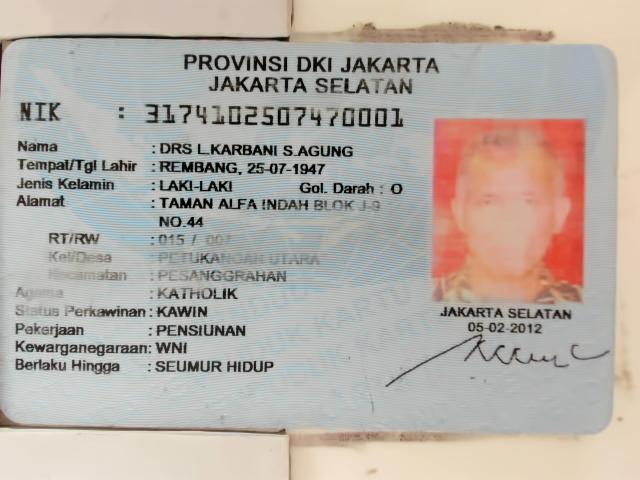 PROVINSI DKI JAKARTA
JAKARTA SELATAN
NIK : 3174102507470001
Nama : DRS L.KARBANI S.AGUNG
Tempat/Tgl Lahir : REMBANG, 25-07-1947
Jenis Kelamin : LAKI-LAKI Gol. Darah : O
Alamat : TAMAN ALFA INDAH BLOK J-9
NO.44
RT/RW : 015 / 007
Kel/Desa : PETUKANGAN UTARA
Kecamatan : PESANGGRAHAN
Agama : KATHOLIK
Status Perkawinan : KAWIN
Pekerjaan : PENSIUNAN
Kewarganegaraan: WNI
Berlaku Hingga : SEUMUR HIDUP
JAKARTA SELATAN
05-02-2012